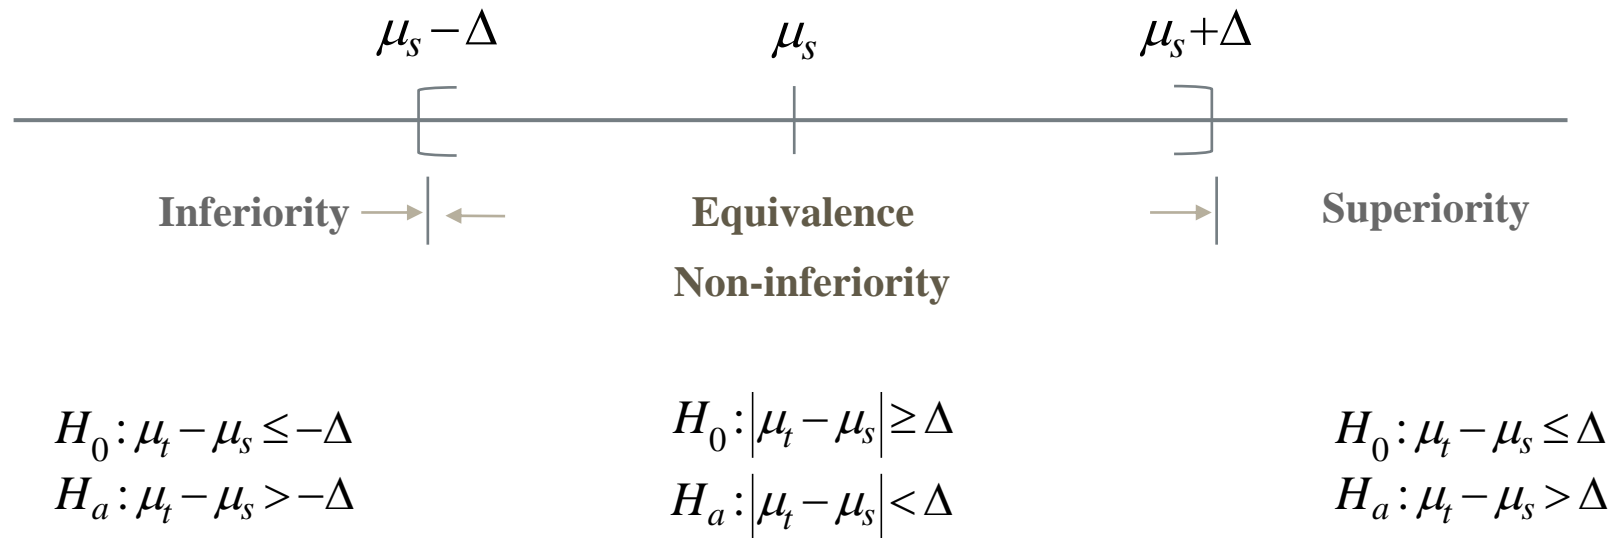 μₛ − Δ μₛ μₛ + Δ
Inferiority Equivalence Superiority
Non-inferiority
H₀ : μₜ − μₛ ≤ −Δ H₀ : |μₜ − μₛ| ≥ Δ H₀ : μₜ − μₛ ≤ Δ
Hₐ : μₜ − μₛ > −Δ Hₐ : |μₜ − μₛ| < Δ Hₐ : μₜ − μₛ > Δ